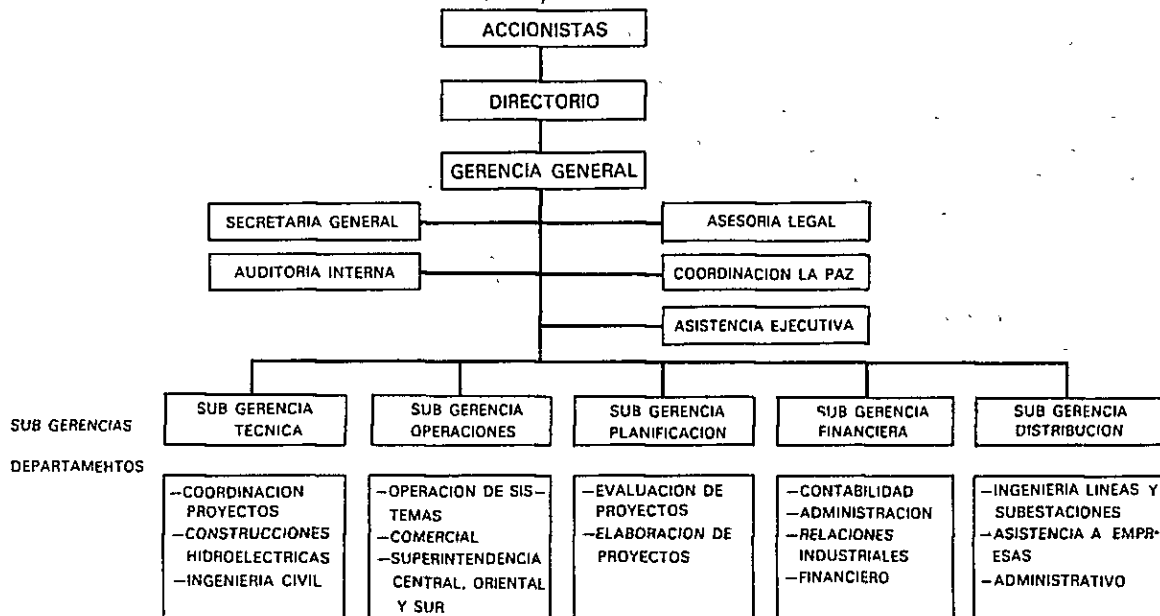 ACCIONISTAS
DIRECTORIO
GERENCIA GENERAL
SECRETARIA GENERAL
ASESORIA LEGAL
AUDITORIA INTERNA
COORDINACION LA PAZ
ASISTENCIA EJECUTIVA
SUB GERENCIAS
SUB GERENCIA
TECNICA
SUB GERENCIA
OPERACIONES
SUB GERENCIA
PLANIFICACION
SUB GERENCIA
FINANCIERA
SUB GERENCIA
DISTRIBUCION
DEPARTAMENTOS
—COORDINACION
PROYECTOS
—CONSTRUCCIONES
HIDROELECTRICAS
—INGENIERIA CIVIL
—OPERACION DE SIS—
TEMAS
—COMERCIAL
—SUPERINTENDENCIA
CENTRAL, ORIENTAL
Y SUR
—EVALUACION DE
PROYECTOS
—ELABORACION DE
PROYECTOS
—CONTABILIDAD
—ADMINISTRACION
—RELACIONES
INDUSTRIALES
—FINANCIERO
—INGENIERIA LINEAS Y
SUBESTACIONES
—ASISTENCIA A EMPR-
ESAS
—ADMINISTRATIVO